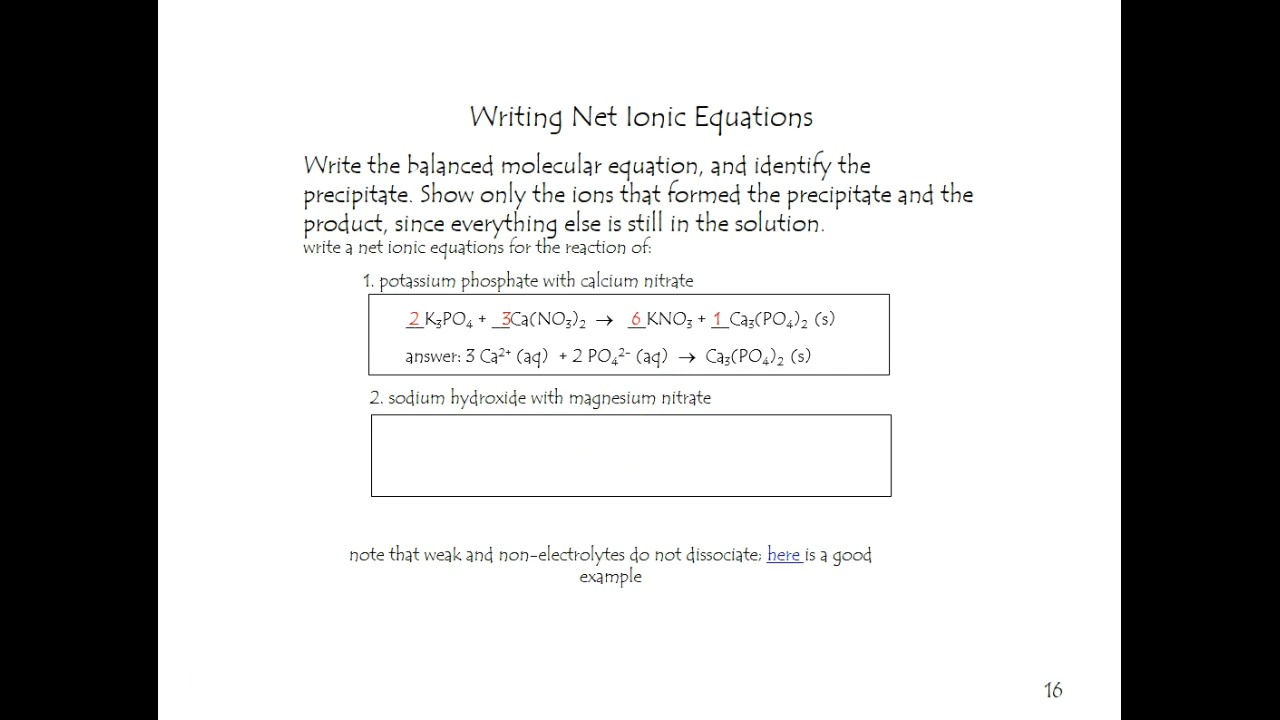 Writing Net Ionic Equations
Write the balanced molecular equation, and identify the
precipitate. Show only the ions that formed the precipitate and the
product, since everything else is still in the solution.
write a net ionic equations for the reaction of:
1. potassium phosphate with calcium nitrate
2 K₃PO₄ + 3Ca(NO₃)₂ → 6 KNO₃ + 1 Ca₃(PO₄)₂ (s)
answer: 3 Ca²⁺ (aq) + 2 PO₄²⁻ (aq) → Ca₃(PO₄)₂ (s)
2. sodium hydroxide with magnesium nitrate
note that weak and non-electrolytes do not dissociate; here is a good
example
16